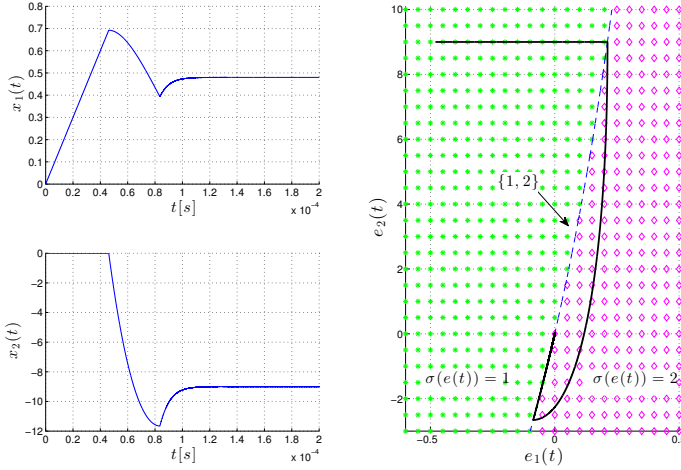 0.8
0.7
0.6
0.5
0.4
0.3
0.2
0.1
0
x₁(t)
0 0.2 0.4 0.6 0.8 1 1.2 1.4 1.6 1.8 2
t[s]
x 10⁻⁴
0
−2
−4
−6
−8
−10
−12
x₂(t)
0 0.2 0.4 0.6 0.8 1 1.2 1.4 1.6 1.8 2
t[s]
x 10⁻⁴
10
8
6
4
2
0
−2
e₂(t)
{1, 2}
σ(e(t)) = 1
σ(e(t)) = 2
−0.5 0
e₁(t)